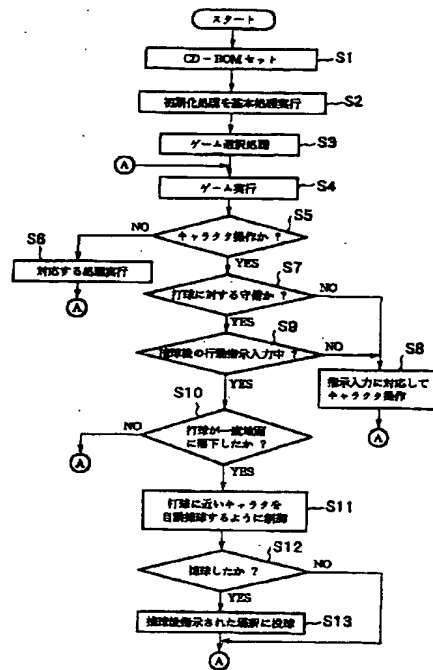 スタート
CD-ROMセット
S1
初期化処理を基本処理実行
S2
ゲーム選択処理
S3
A
ゲーム実行
S4
キャラクタ操作か ?
S5
NO
S6
対応する処理実行
A
YES
打球に対する守備か ?
S7
NO
YES
捕球後の行動指示入力中 ?
S9
NO
S8
指示入力に対応して
キャラクタ操作
A
YES
S10
打球が一度地面
に落下したか ?
NO
A
YES
打球に近いキャラクタを
自動捕球するように制御
S11
捕球したか ?
S12
NO
YES
捕球後指示された場所に投球
S13
A